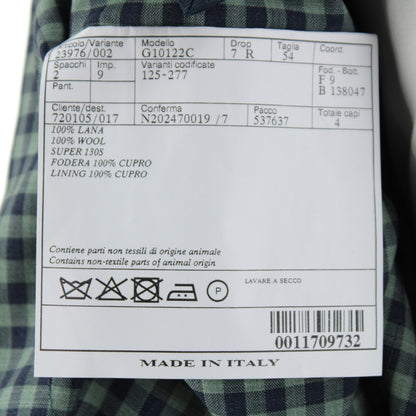 Articolo/Variante Modello Drop Taglia Coord.
23976/002 G10122C 7 R 54
Spacchi Imp. Varianti codificate Fod. - Bott.
2 9 125-277 F 9
Pant. B 138047
Cliente/dest. Conferma Pacco Totale capi
720105/017 N202470019 /7 537637 4
100% LANA
100% WOOL
SUPER 130S
FODERA 100% CUPRO
LINING 100% CUPRO
Contiene parti non tessili di origine animale
Contains non-textile parts of animal origin
P LAVARE A SECCO
0011709732
MADE IN ITALY